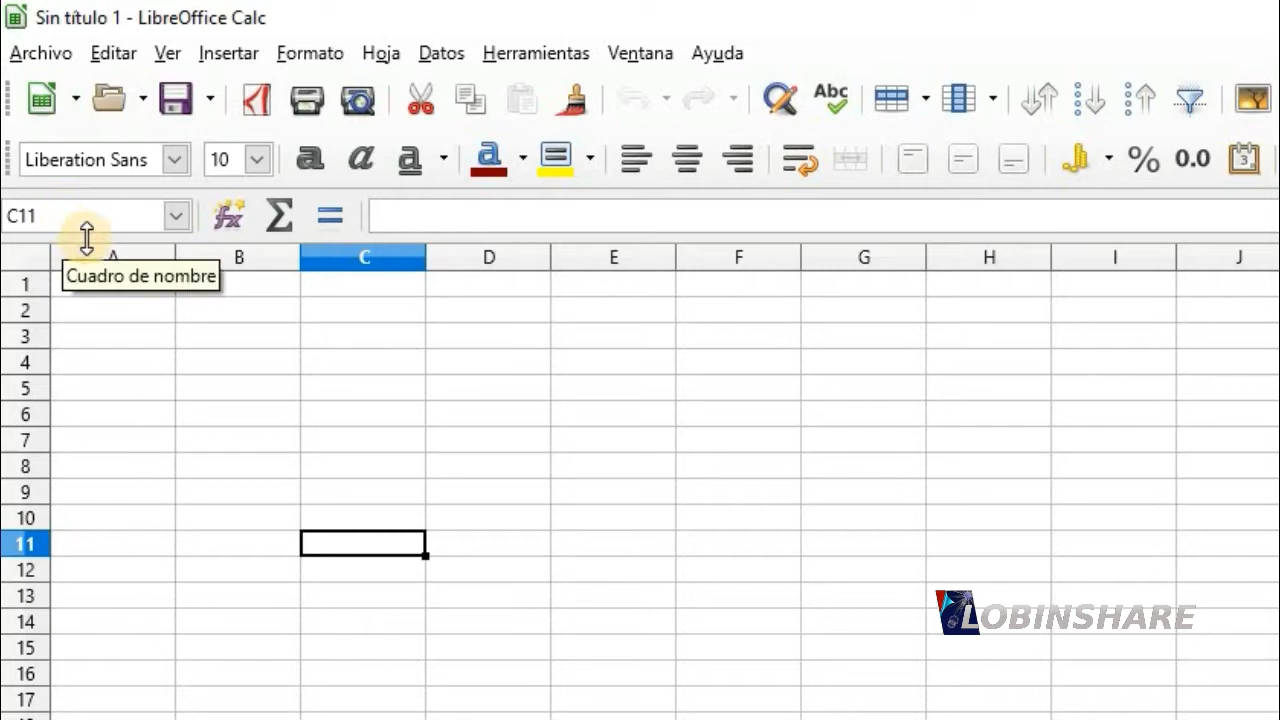 Sin título 1 - LibreOffice Calc
Archivo Editar Ver Insertar Formato Hoja Datos Herramientas Ventana Ayuda
Abc
Liberation Sans 10 a a a a % 0.0 3
C11 fx Σ =
A B C D E F G H I J
Cuadro de nombre
1
2
3
4
5
6
7
8
9
10
11
12
13
14
15
16
17
LOBINSHARE